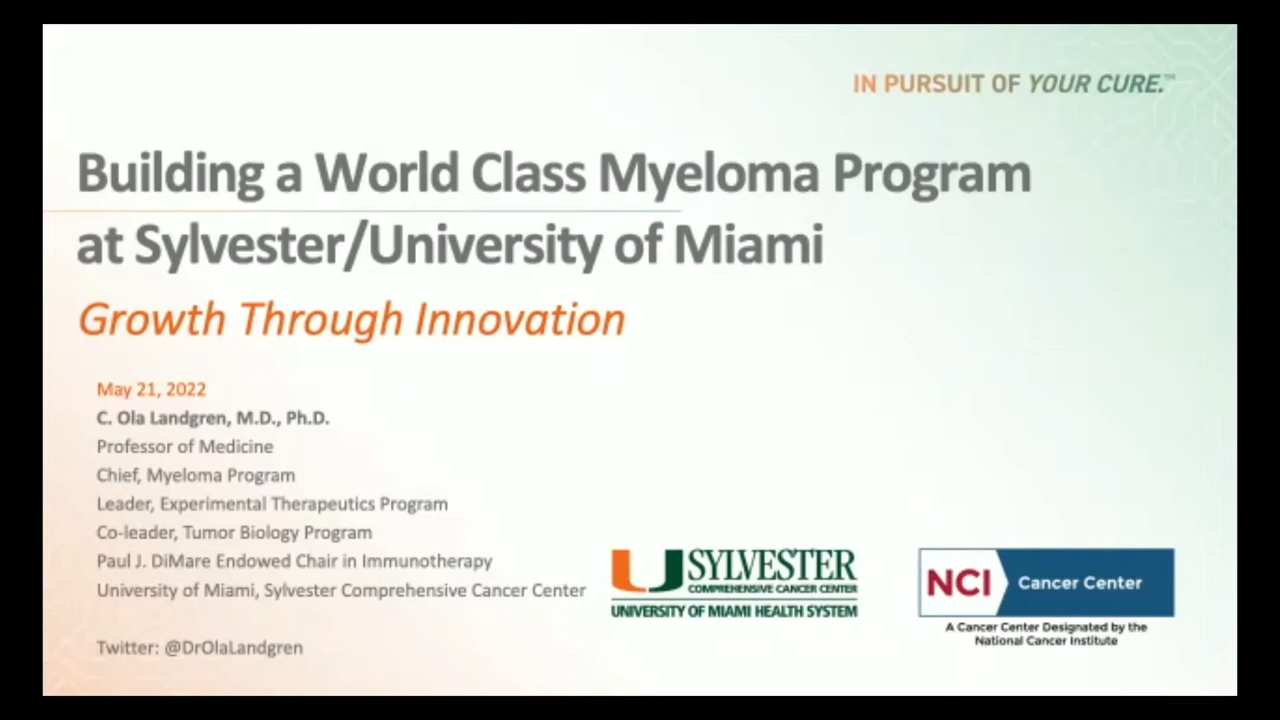 IN PURSUIT OF YOUR CURE.™
Building a World Class Myeloma Program
at Sylvester/University of Miami
Growth Through Innovation
May 21, 2022
C. Ola Landgren, M.D., Ph.D.
Professor of Medicine
Chief, Myeloma Program
Leader, Experimental Therapeutics Program
Co-leader, Tumor Biology Program
Paul J. DiMare Endowed Chair in Immunotherapy
University of Miami, Sylvester Comprehensive Cancer Center
Twitter: @DrOlaLandgren
SYLVESTER
COMPREHENSIVE CANCER CENTER
UNIVERSITY OF MIAMI HEALTH SYSTEM
NCI Cancer Center
A Cancer Center Designated by the
National Cancer Institute